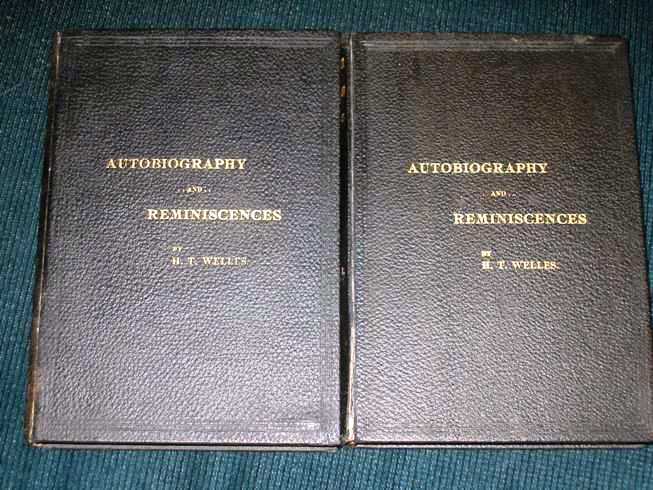 AUTOBIOGRAPHY
..AND..
REMINISCENCES
BY
H. T. WELLES.
AUTOBIOGRAPHY
AND..
REMINISCENCES
BY
H. T. WELLES.